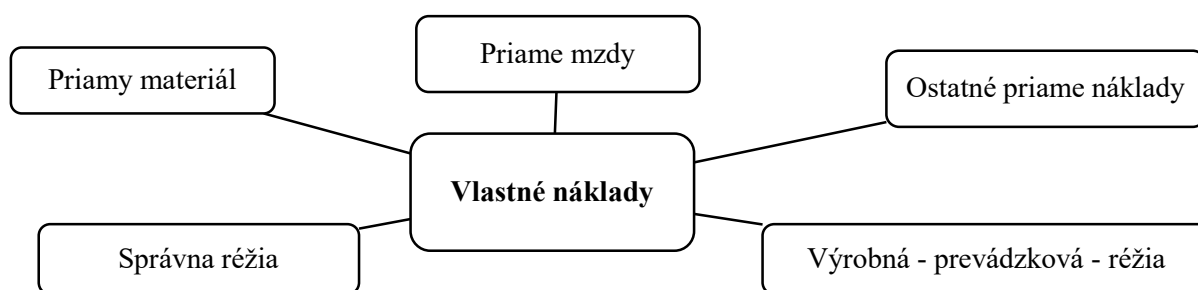 Priame mzdy
Priamy materiál
Ostatné priame náklady
Vlastné náklady
Správna réžia
Výrobná - prevádzková - réžia